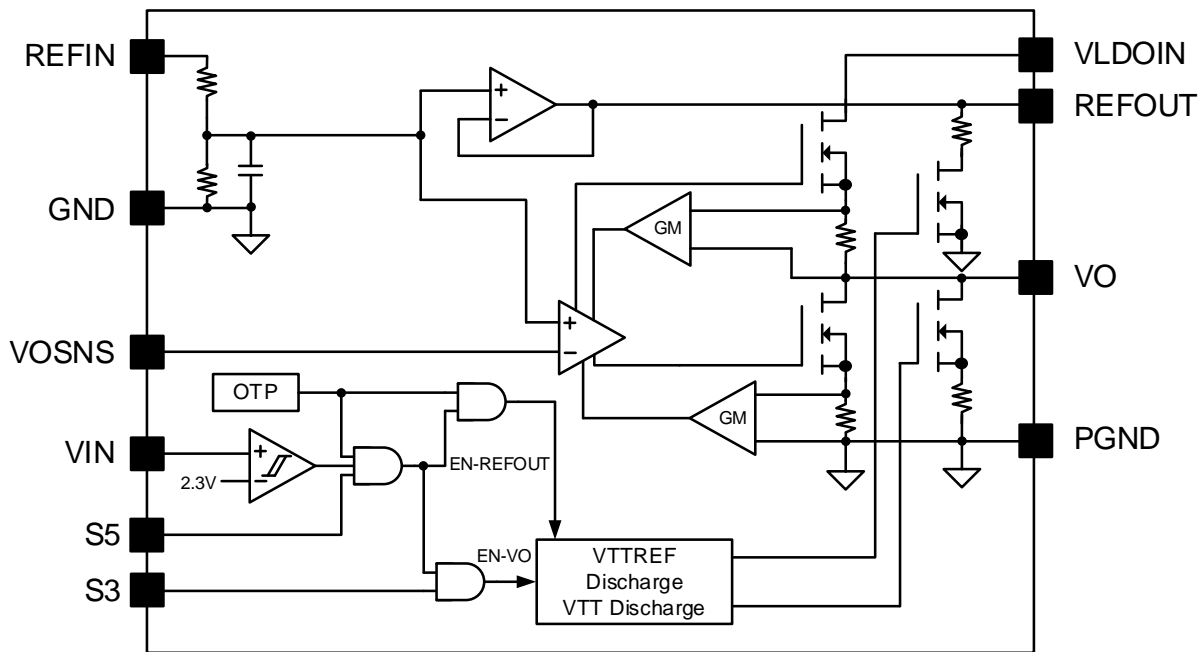 REFIN
VLDOIN
REFOUT
+
−
GND
GM
VO
+
−
VOSNS
OTP
GM
VIN
+
−
2.3V
EN-REFOUT
PGND
S5
EN-VO
VTTREF
Discharge
VTT Discharge
S3